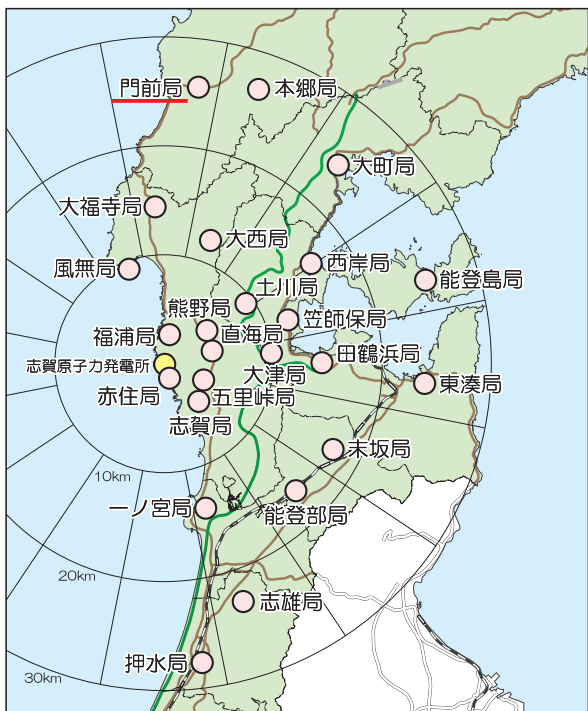 門前局
本郷局
大町局
大福寺局
大西局
西岸局
風無局
能登島局
土川局
熊野局
笠師保局
福浦局
直海局
志賀原子力発電所
田鶴浜局
大津局
赤住局
東湊局
五里峠局
志賀局
末坂局
10km
一ノ宮局
能登部局
20km
志雄局
押水局
30km